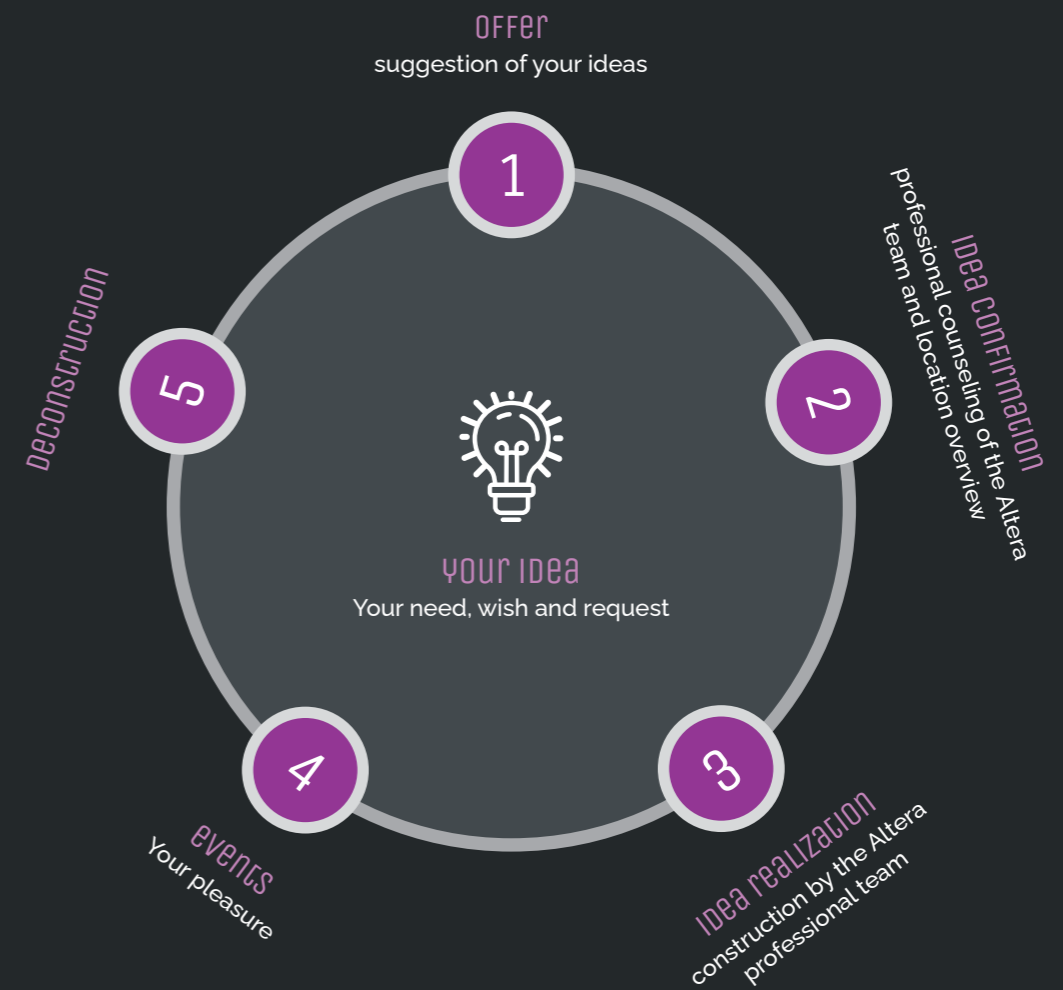 OFFer
suggestion of your ideas
1
2
IDea confirmation
professional counseling of the Altera
team and location overview
3
IDea realization
construction by the Altera
professional team
4
events
Your pleasure
5
Deconstruction
your IDea
Your need, wish and request